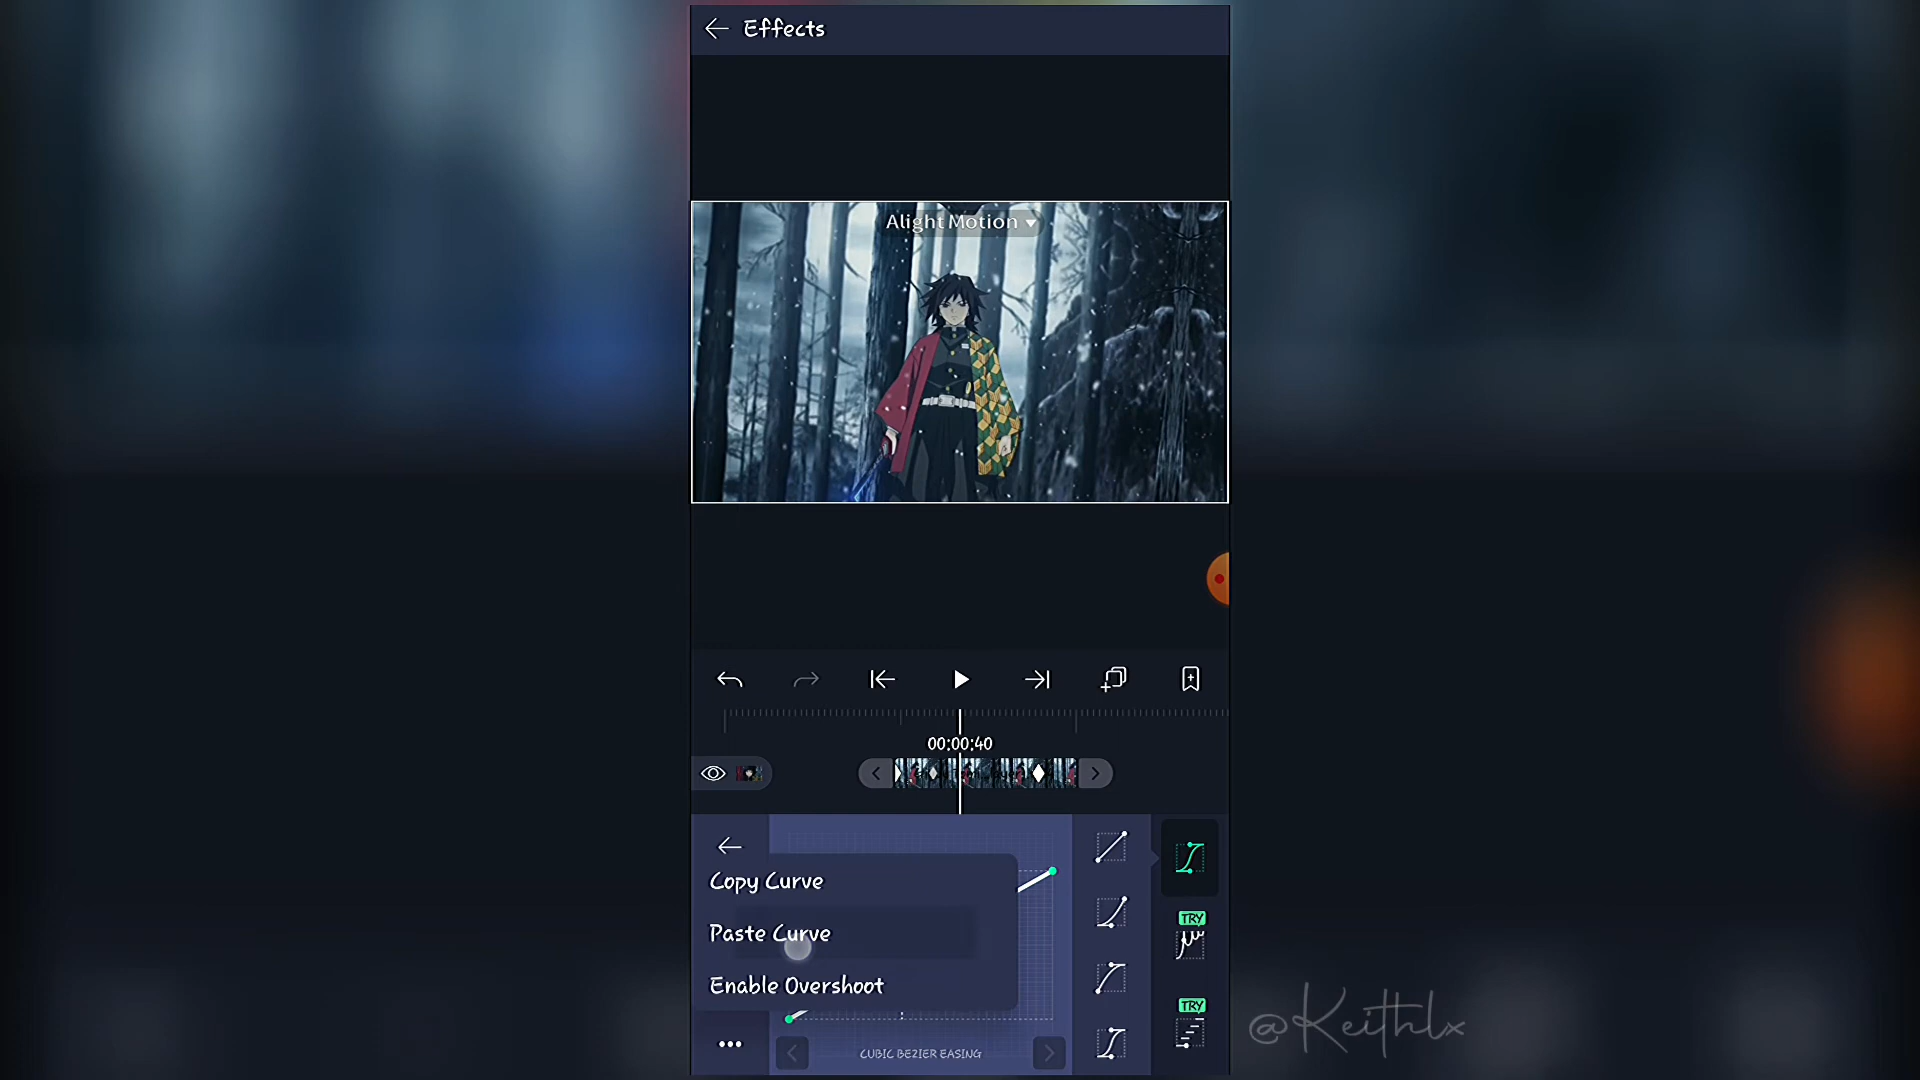 Effects
Alight Motion
00:00:40
Copy Curve
Paste Curve
Enable Overshoot
CUBIC BEZIER EASING
TRY
TRY
@Keithlx